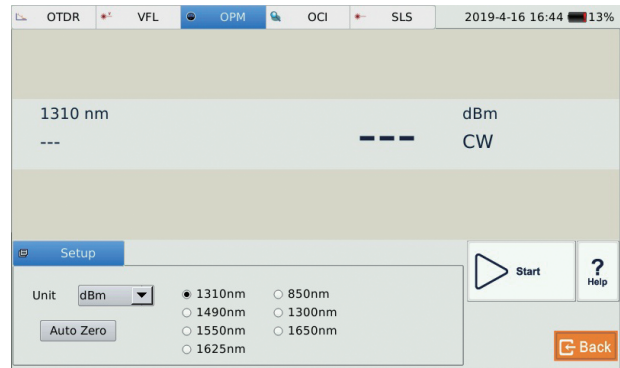 OTDR VFL OPM OCI SLS 2019-4-16 16:44 13%
1310 nm dBm
--- --- CW
Setup
Start
? Help
Unit dBm 1310nm 850nm
1490nm 1300nm
Auto Zero 1550nm 1650nm
1625nm
Back